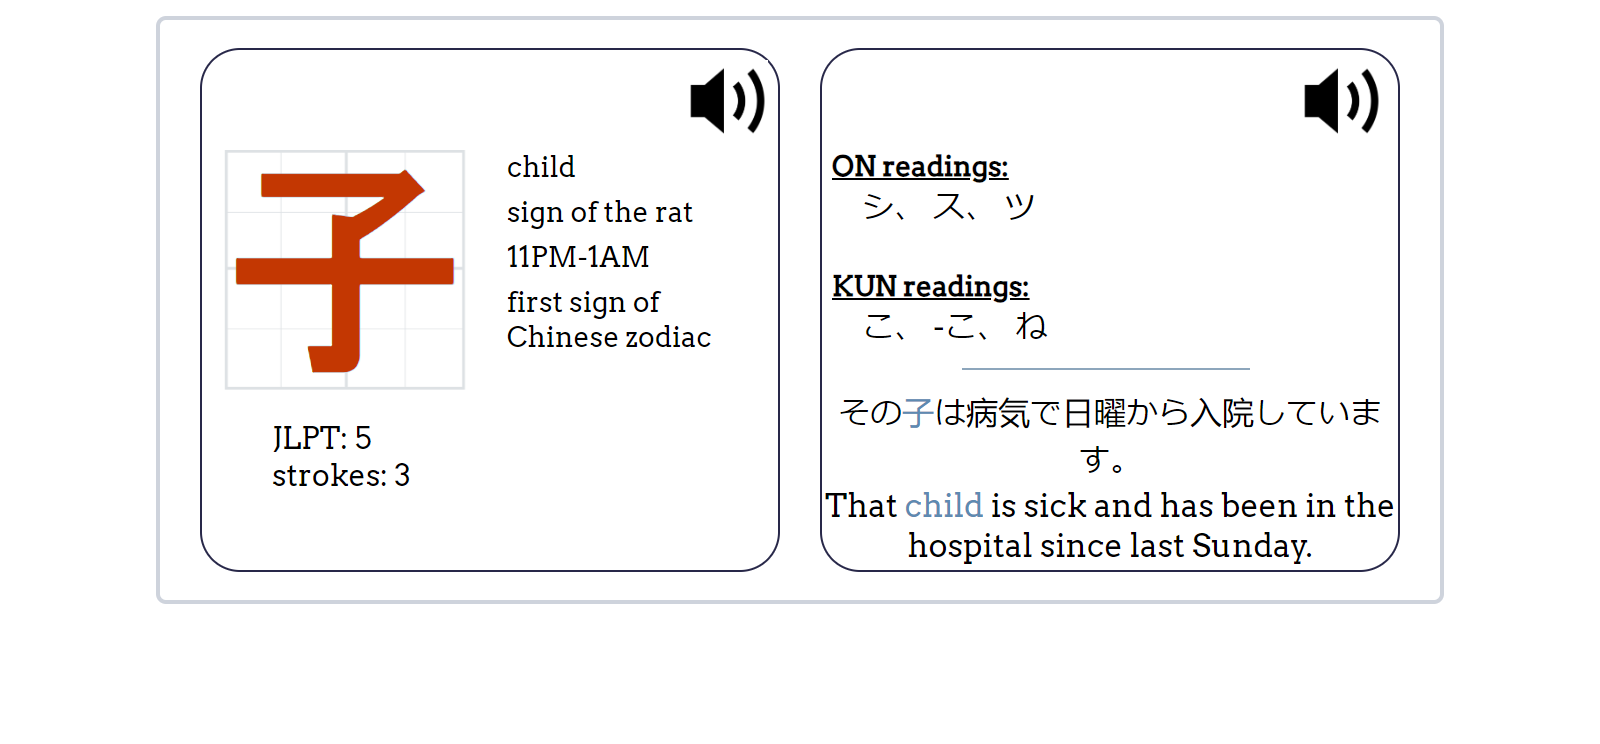 子
child
sign of the rat
11PM-1AM
first sign of
Chinese zodiac
JLPT: 5
strokes: 3
ON readings:
シ、 ス、 ツ
KUN readings:
こ、 -こ、 ね
その子は病気で日曜から入院していま
す。
That child is sick and has been in the
hospital since last Sunday.